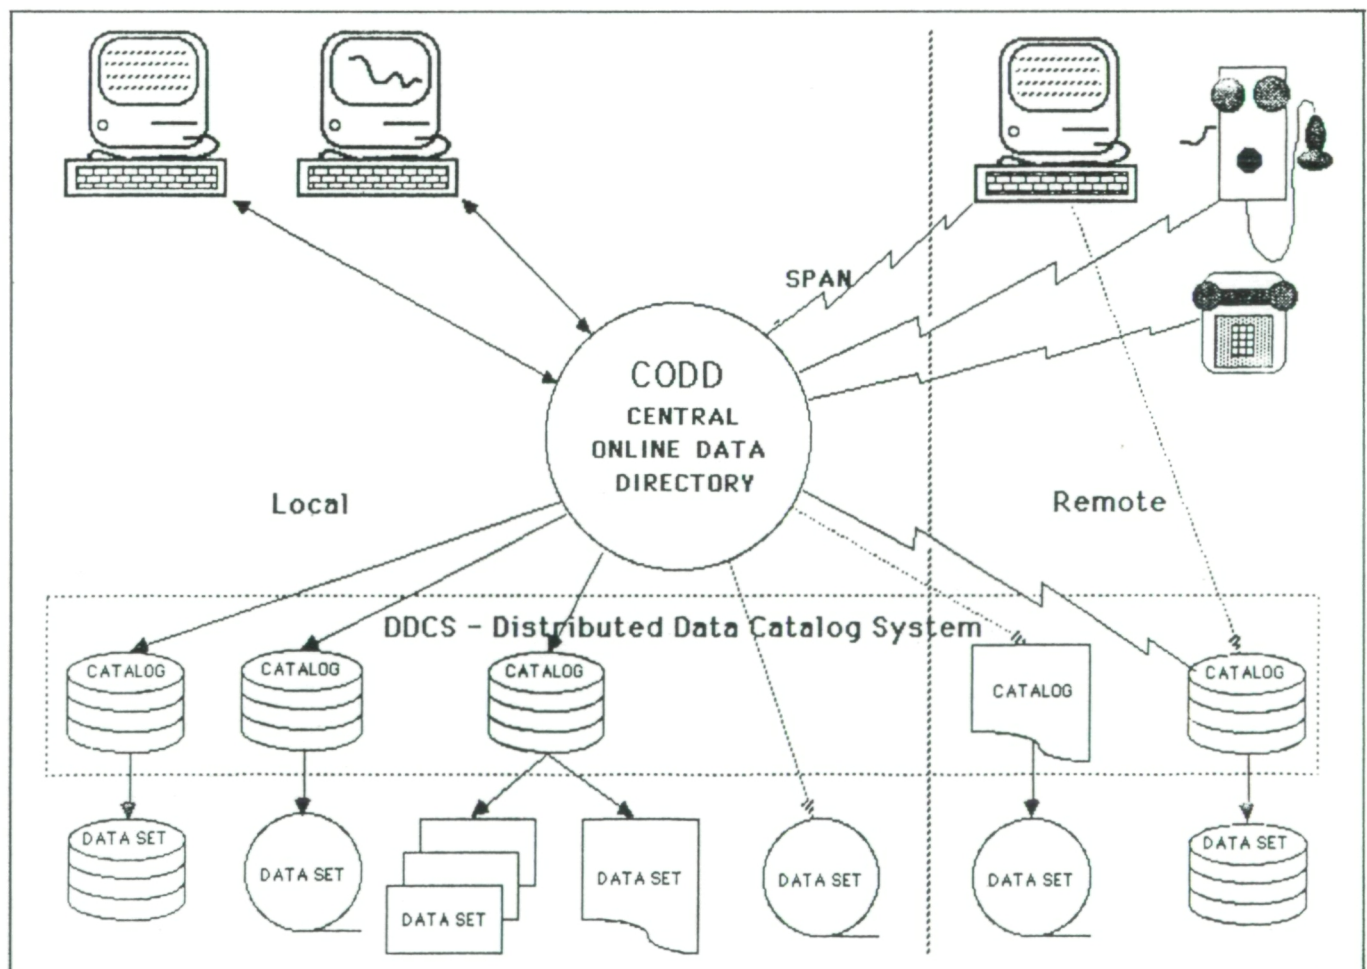 SPAN
CODD
CENTRAL
ONLINE DATA
DIRECTORY
Local
Remote
DDCS - Distributed Data Catalog System
CATALOG
CATALOG
CATALOG
CATALOG
CATALOG
DATA SET
DATA SET
DATA SET
DATA SET
DATA SET
DATA SET
DATA SET